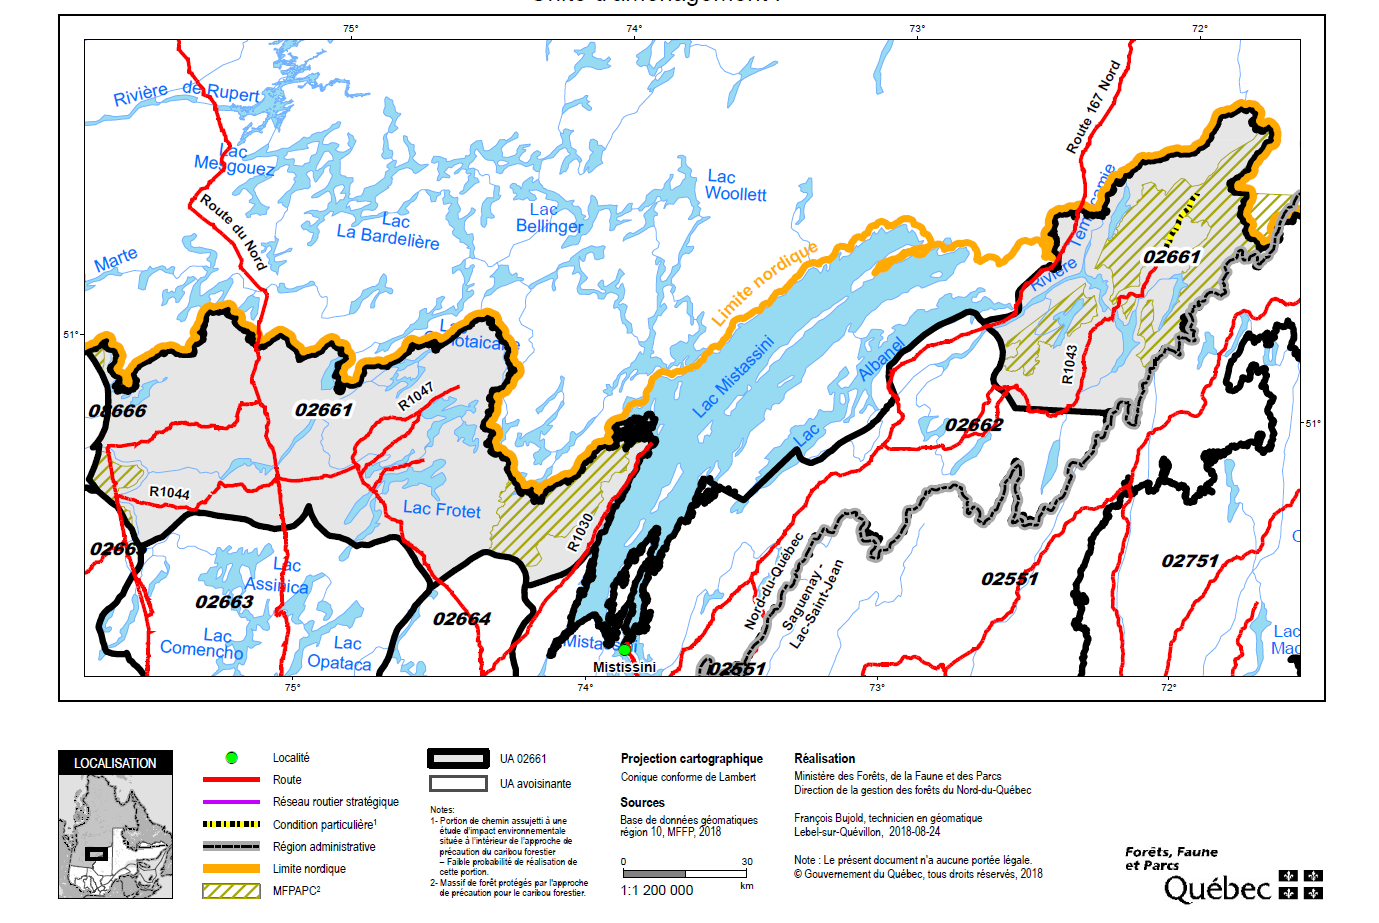 Unité d'aménagement :
75°
74°
73°
72°
Rivière de Rupert
Route 167 Nord
Lac
Mesgouez
Lac
Woollett
Route du Nord
Lac
La Bardelière
Lac
Bellinger
Marte
Limite nordique
Rivière
02661
51°
Lac Mistassini
Albanel
R1043
08666
02661
R1047
Lac
02662
51°
R1044
Lac Frotet
R1030
Lac
Assinica
02663
02664
Lac
Comencho
Lac
Opataca
Mistissini
Nord-du-Québec
Saguenay -
Lac-Saint-Jean
02551
02551
02751
Lac
75°
74°
73°
72°
LOCALISATION
Localité
Route
Réseau routier stratégique
Condition particulière¹
Région administrative
Limite nordique
MFPAPC²
UA 02661
UA avoisinante
Notes:
1- Portion de chemin assujetti à une
étude d'impact environnementale
située à l'intérieur de l'approche de
précaution du caribou forestier
– Faible probabilité de réalisation de
cette portion.
2- Massif de forêt protégés par l'approche
de précaution pour le caribou forestier.
Projection cartographique
Conique conforme de Lambert
Sources
Base de données géomatiques
région 10, MFFP, 2018
0 30
km
1:1 200 000
Réalisation
Ministère des Forêts, de la Faune et des Parcs
Direction de la gestion des forêts du Nord-du-Québec
François Bujold, technicien en géomatique
Lebel-sur-Quévillon, 2018-08-24
Note : Le présent document n'a aucune portée légale.
© Gouvernement du Québec, tous droits réservés, 2018
Forêts, Faune
et Parcs
Québec